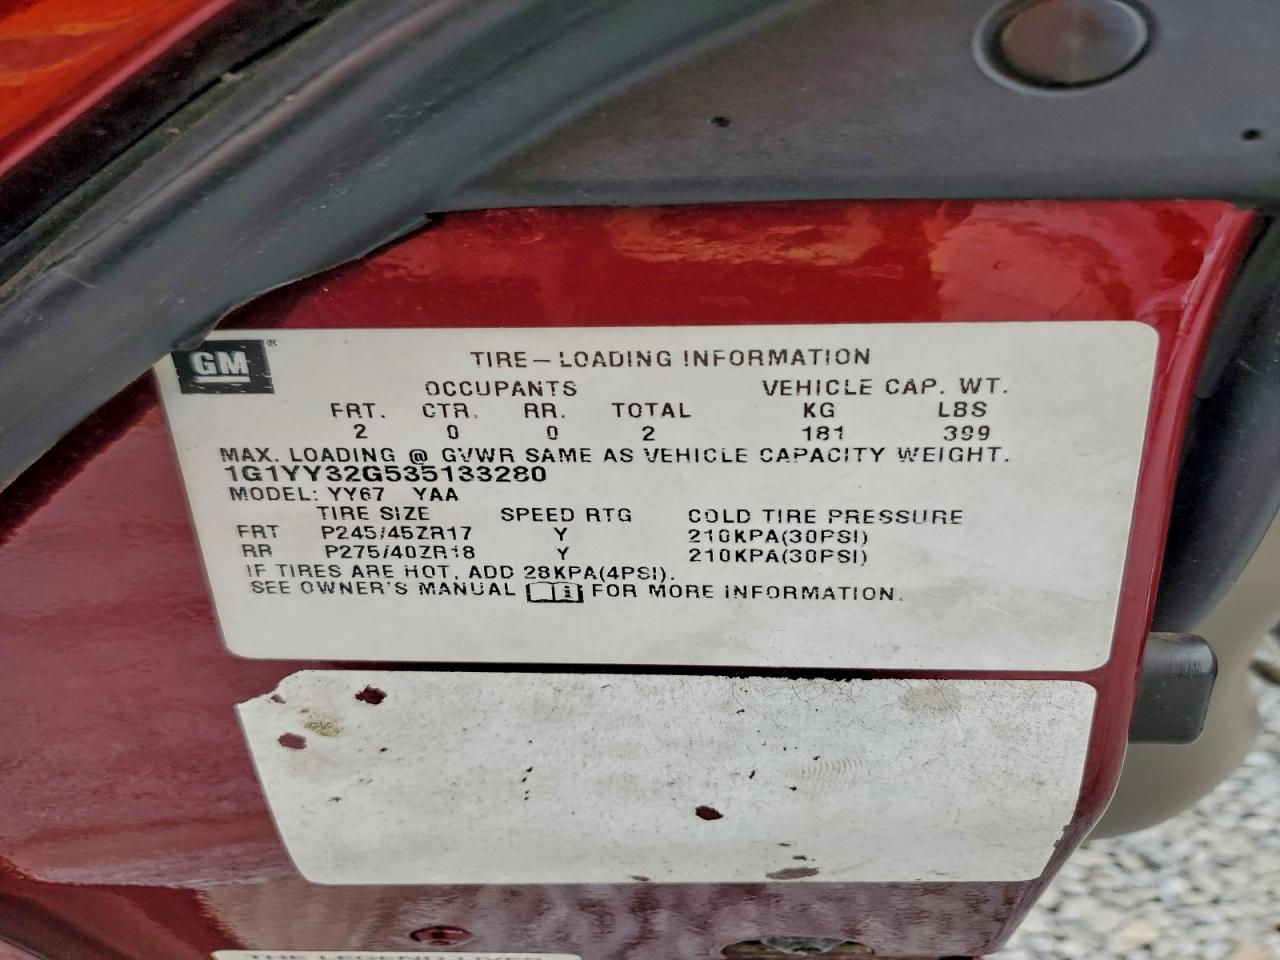 GM ®
TIRE-LOADING INFORMATION
OCCUPANTS VEHICLE CAP. WT.
FRT. CTR. RR. TOTAL KG LBS
2 0 0 2 181 399
MAX. LOADING @ GVWR SAME AS VEHICLE CAPACITY WEIGHT.
1G1YY32G535133280
MODEL: YY67 YAA
TIRE SIZE SPEED RTG COLD TIRE PRESSURE
FRT P245/45ZR17 Y 210KPA(30PSI)
RR P275/40ZR18 Y 210KPA(30PSI)
IF TIRES ARE HOT, ADD 28KPA(4PSI).
SEE OWNER'S MANUAL i FOR MORE INFORMATION.
THE LEGEND LIVES